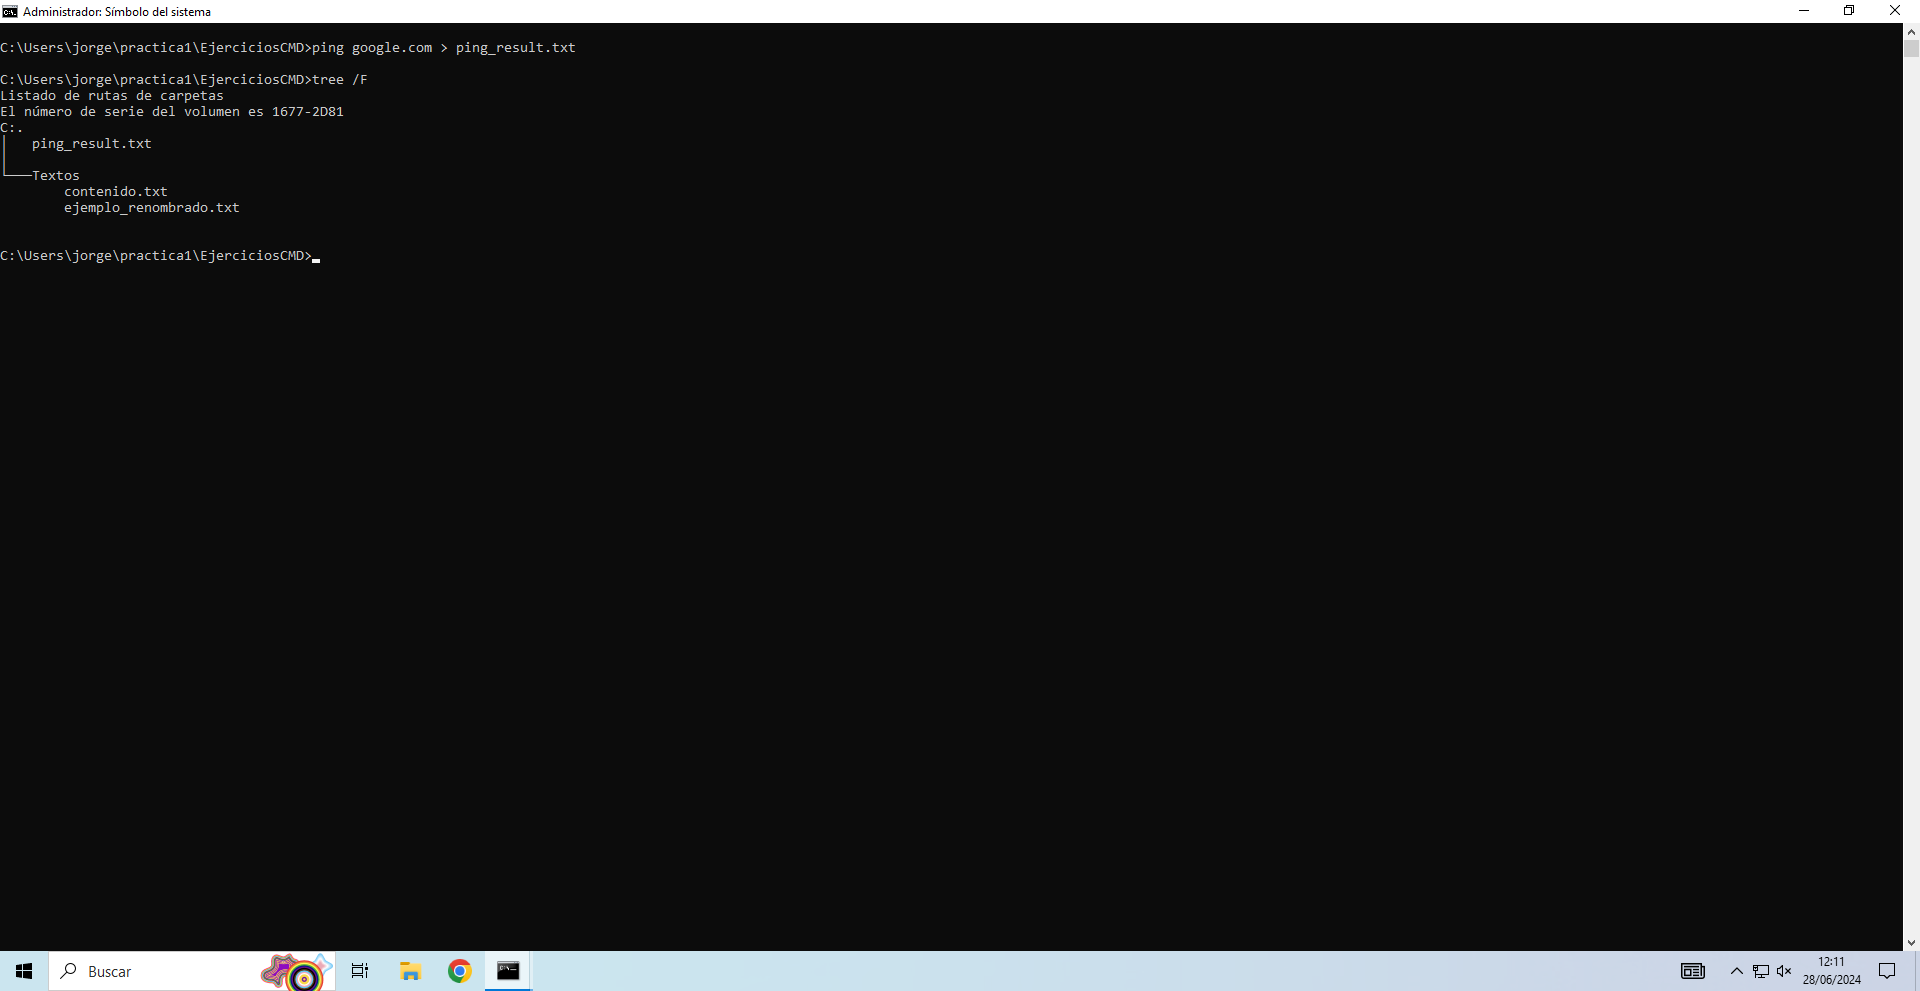 Administrador: Símbolo del sistema
C:\Users\jorge\practica1\EjerciciosCMD>ping google.com > ping_result.txt
C:\Users\jorge\practica1\EjerciciosCMD>tree /F
Listado de rutas de carpetas
El número de serie del volumen es 1677-2D81
C:.
│   ping_result.txt
│
└───Textos
        contenido.txt
        ejemplo_renombrado.txt
C:\Users\jorge\practica1\EjerciciosCMD>
Buscar
12:11
28/06/2024